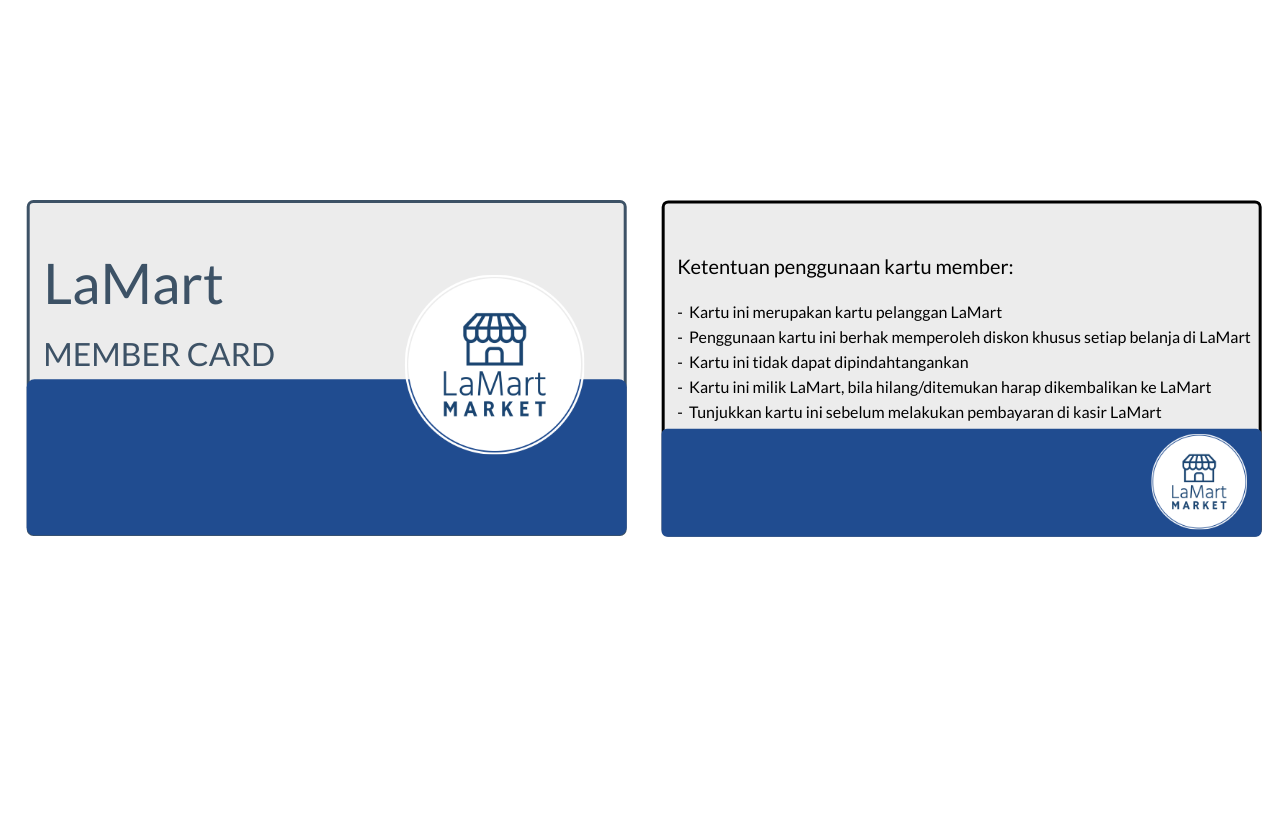 LaMart
MEMBER CARD
LaMart
MARKET
Ketentuan penggunaan kartu member:
- Kartu ini merupakan kartu pelanggan LaMart
- Penggunaan kartu ini berhak memperoleh diskon khusus setiap belanja di LaMart
- Kartu ini tidak dapat dipindahtangankan
- Kartu ini milik LaMart, bila hilang/ditemukan harap dikembalikan ke LaMart
- Tunjukkan kartu ini sebelum melakukan pembayaran di kasir LaMart
LaMart
MARKET